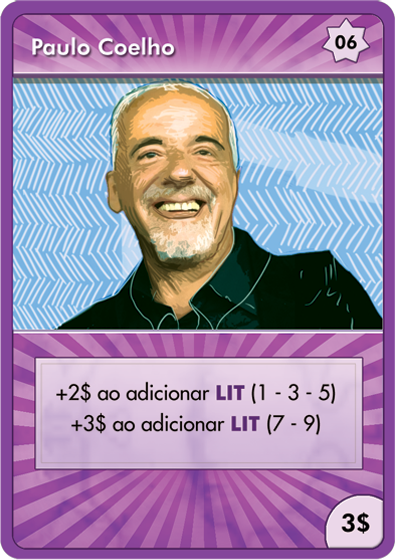 Paulo Coelho
06
+2$ ao adicionar LIT (1 - 3 - 5)
+3$ ao adicionar LIT (7 - 9)
3$